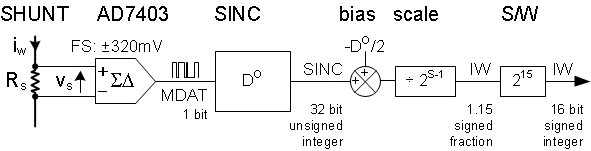 SHUNT AD7403 SINC bias scale S/W
iw FS: ±320mV -D^O/2
Rs vs + − ΣΔ D^O SINC + + ÷ 2^S-1 IW 2^15 IW
MDAT
1 bit 32 bit 1.15 16 bit
unsigned signed signed
integer fraction integer